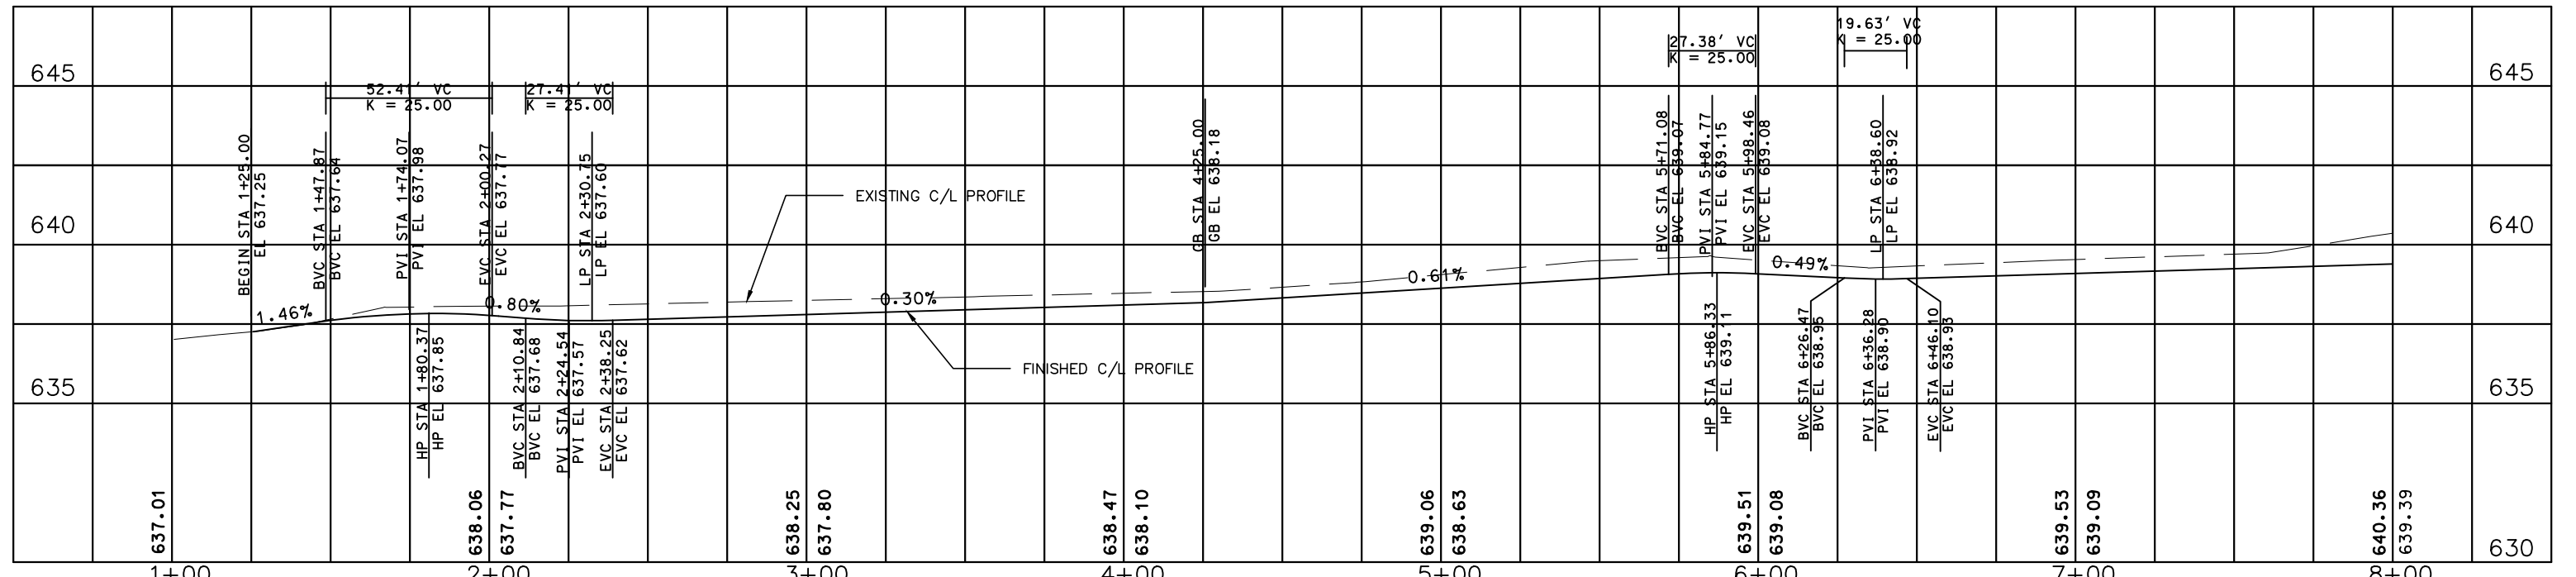 19.63' VC
K = 25.00
27.38' VC
K = 25.00
645
645
52.41' VC
K = 25.00
27.41' VC
K = 25.00
BEGIN STA 1+25.00
EL 637.25
BVC STA 1+47.87
BVC EL 637.64
PVI STA 1+74.07
PVI EL 637.98
EVC STA 2+00.27
EVC EL 637.77
LP STA 2+30.75
LP EL 637.60
EXISTING C/L PROFILE
GB STA 4+25.00
GB EL 638.18
BVC STA 5+71.08
BVC EL 639.07
PVI STA 5+84.77
PVI EL 639.15
EVC STA 5+98.46
EVC EL 639.08
LP STA 6+38.60
LP EL 638.92
640
640
1.46%
0.80%
0.30%
0.61%
0.49%
HP STA 1+80.37
HP EL 637.85
BVC STA 2+10.84
BVC EL 637.68
PVI STA 2+24.54
PVI EL 637.57
EVC STA 2+38.25
EVC EL 637.62
FINISHED C/L PROFILE
HP STA 5+86.33
HP EL 639.11
BVC STA 6+26.47
BVC EL 638.95
PVI STA 6+36.28
PVI EL 638.90
EVC STA 6+46.10
EVC EL 638.93
635
635
637.01
638.06
637.77
638.25
637.80
638.47
638.10
639.06
638.63
639.51
639.08
639.53
639.09
640.36
639.39
630
1+00
2+00
3+00
4+00
5+00
6+00
7+00
8+00